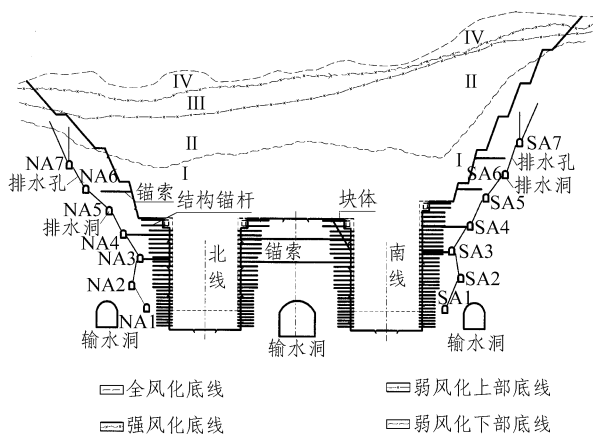 IV
IV
III
II
II
I
I
NA7
排水孔
NA6
锚索
结构锚杆
块体
SA7
排水孔
SA6
排水洞
NA5
排水洞
SA5
NA4
SA4
NA3
北线
锚索
南线
SA3
NA2
SA2
NA1
SA1
输水洞
输水洞
输水洞
全风化底线
弱风化上部底线
强风化底线
弱风化下部底线